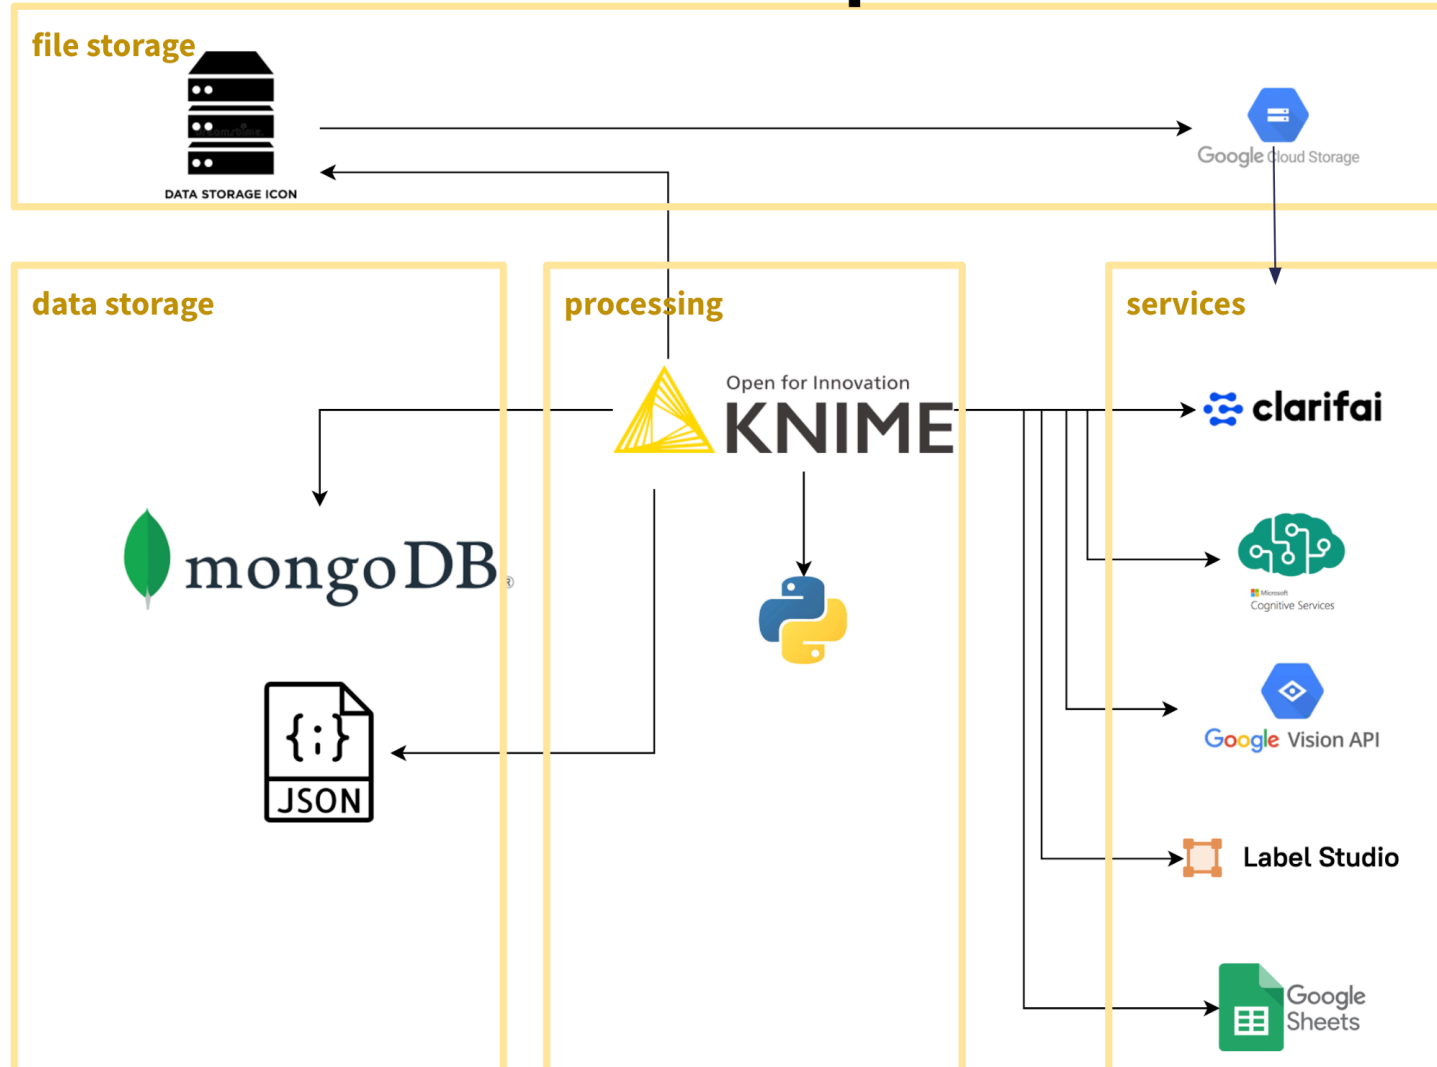 file storage
DATA STORAGE ICON
Google Cloud Storage
data storage
processing
services
Open for Innovation
KNIME
clarifai
mongoDB®
Microsoft
Cognitive Services
{;}
JSON
Google Vision API
Label Studio
Google
Sheets